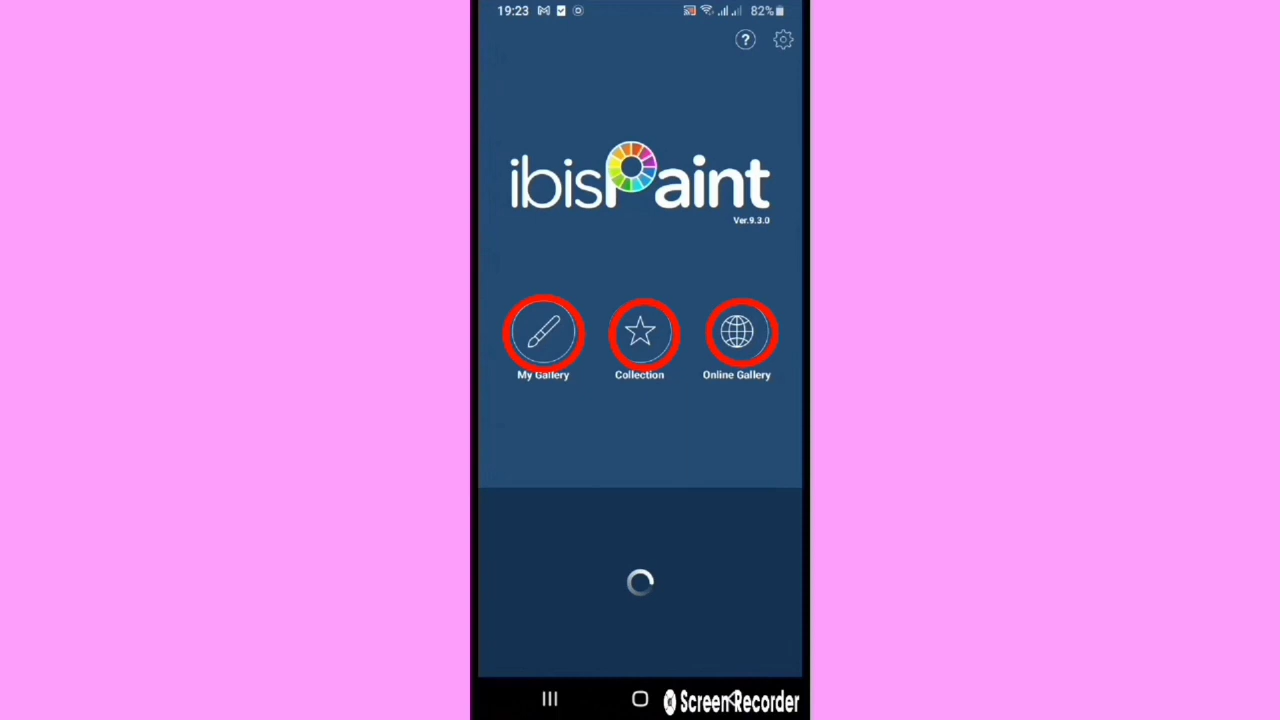 19:23
82%
?
ibisPaint
Ver.9.3.0
My Gallery
Collection
Online Gallery
Screen Recorder